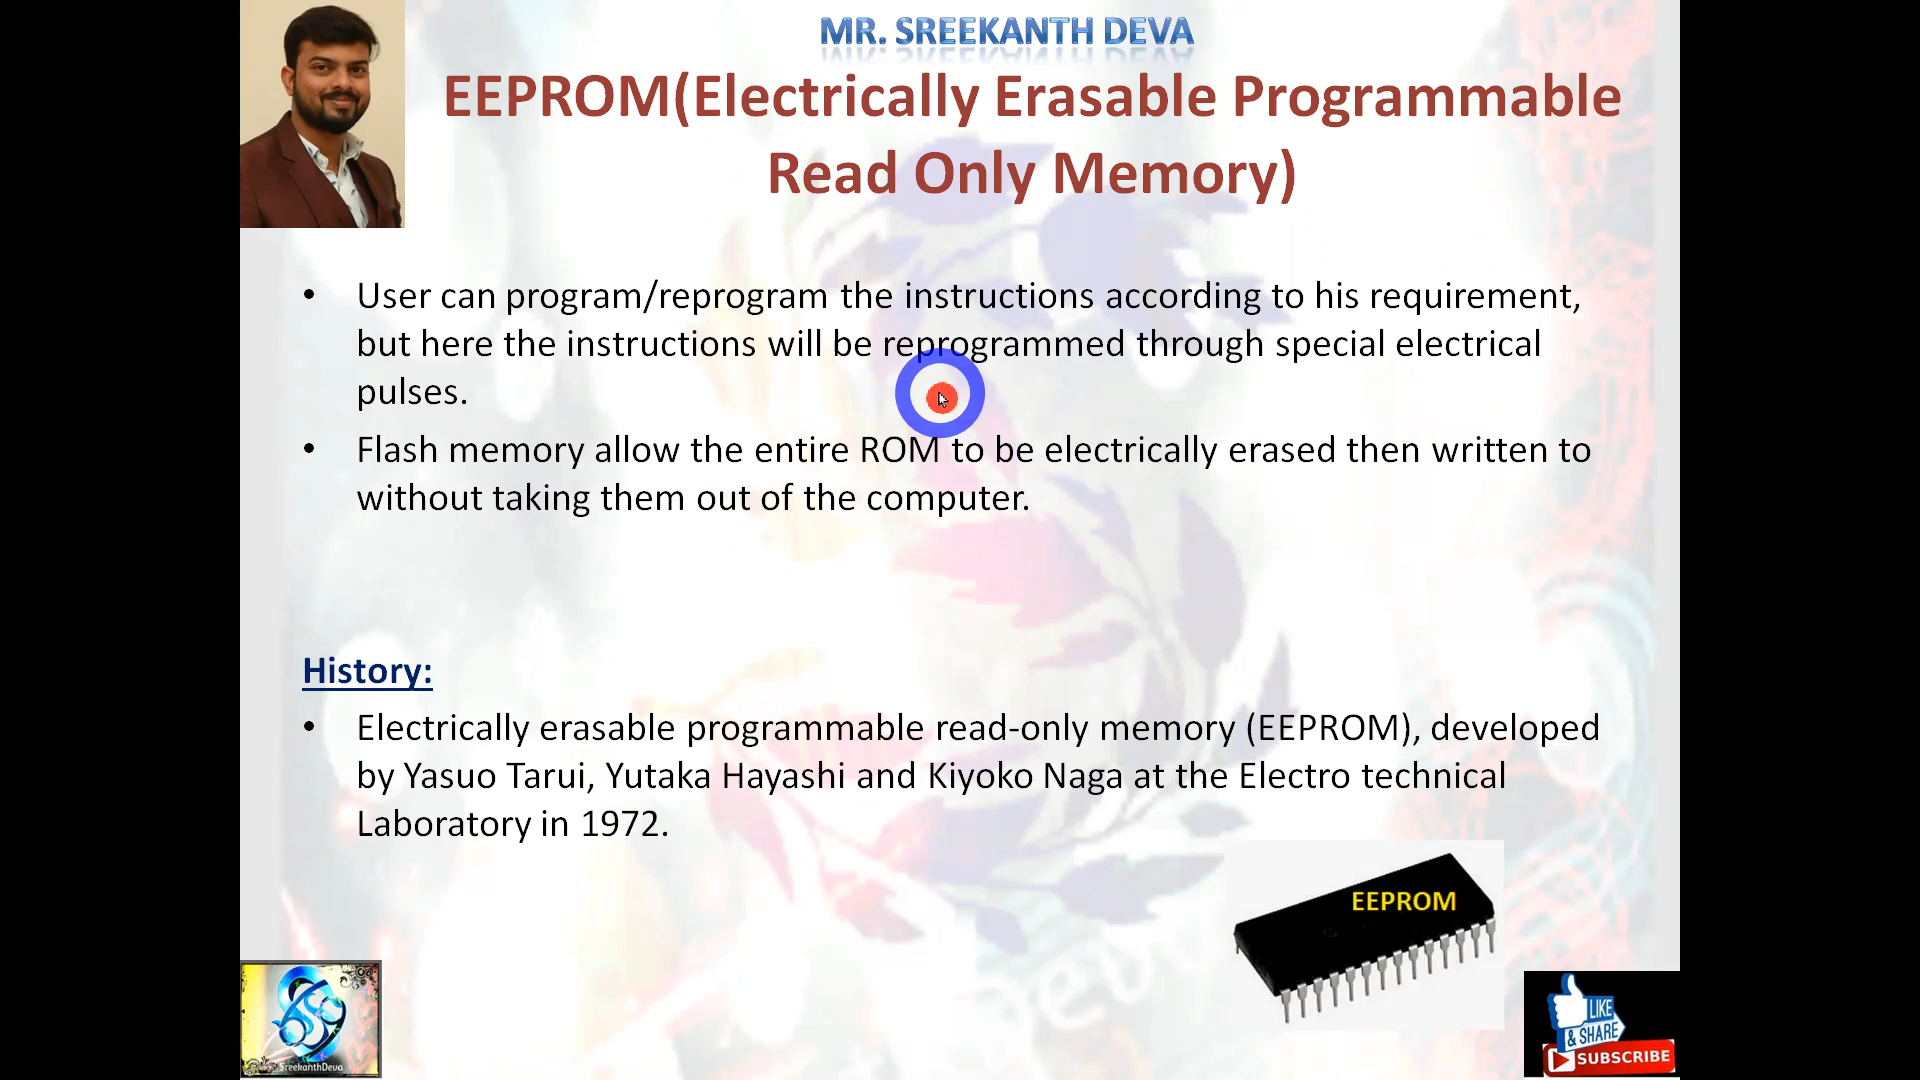 MR. SREEKANTH DEVA
EEPROM(Electrically Erasable Programmable
Read Only Memory)
• User can program/reprogram the instructions according to his requirement,
but here the instructions will be reprogrammed through special electrical
pulses.
• Flash memory allow the entire ROM to be electrically erased then written to
without taking them out of the computer.
History:
• Electrically erasable programmable read-only memory (EEPROM), developed
by Yasuo Tarui, Yutaka Hayashi and Kiyoko Naga at the Electro technical
Laboratory in 1972.
EEPROM
SreekanthDeva
LIKE
& SHARE
SUBSCRIBE